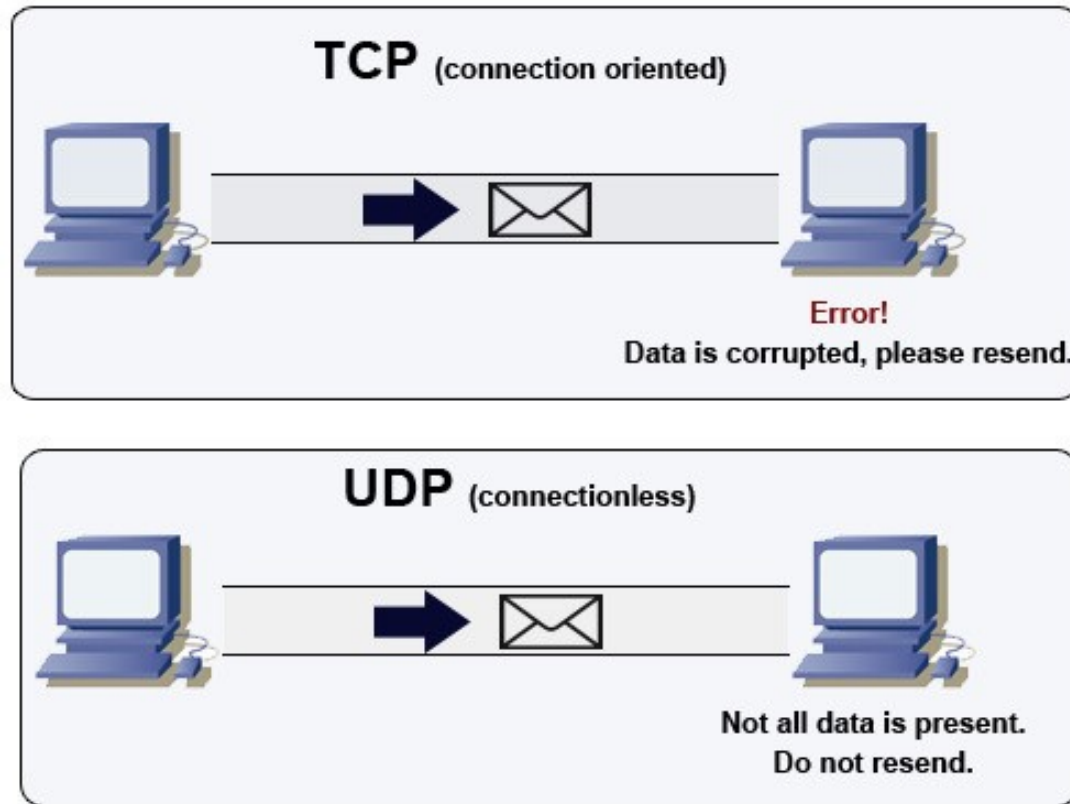 TCP (connection oriented)
Error!
Data is corrupted, please resend.
UDP (connectionless)
Not all data is present.
Do not resend.